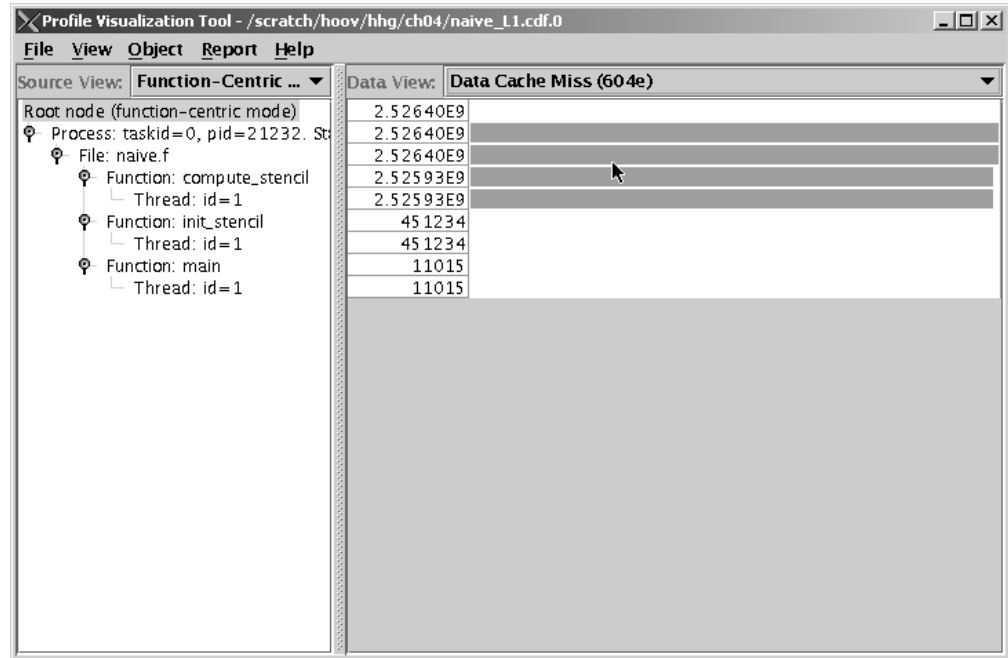 Profile Visualization Tool - /scratch/hoov/hhg/ch04/naive_L1.cdf.0
File View Object Report Help
Source View: Function-Centric ...
Data View: Data Cache Miss (604e)
Root node (function-centric mode) 2.52640E9
Process: taskid=0, pid=21232. St 2.52640E9
File: naive.f 2.52640E9
Function: compute_stencil 2.52593E9
Thread: id=1 2.52593E9
Function: init_stencil 451234
Thread: id=1 451234
Function: main 11015
Thread: id=1 11015